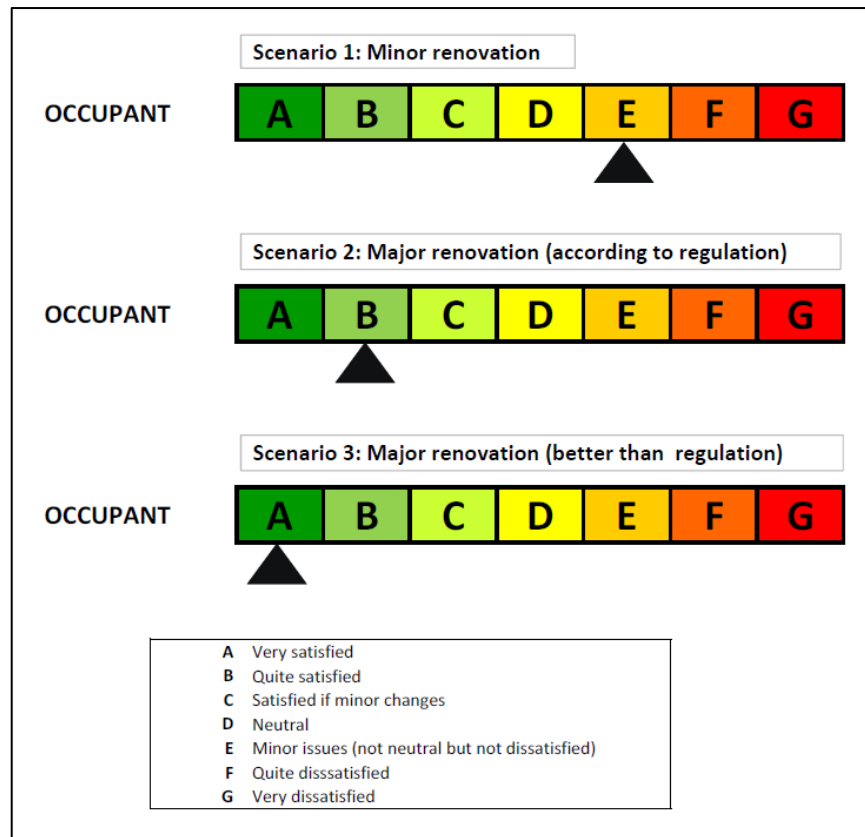 Scenario 1: Minor renovation
OCCUPANT A B C D E F G
Scenario 2: Major renovation (according to regulation)
OCCUPANT A B C D E F G
Scenario 3: Major renovation (better than regulation)
OCCUPANT A B C D E F G
A Very satisfied
B Quite satisfied
C Satisfied if minor changes
D Neutral
E Minor issues (not neutral but not dissatisfied)
F Quite disssatisfied
G Very dissatisfied